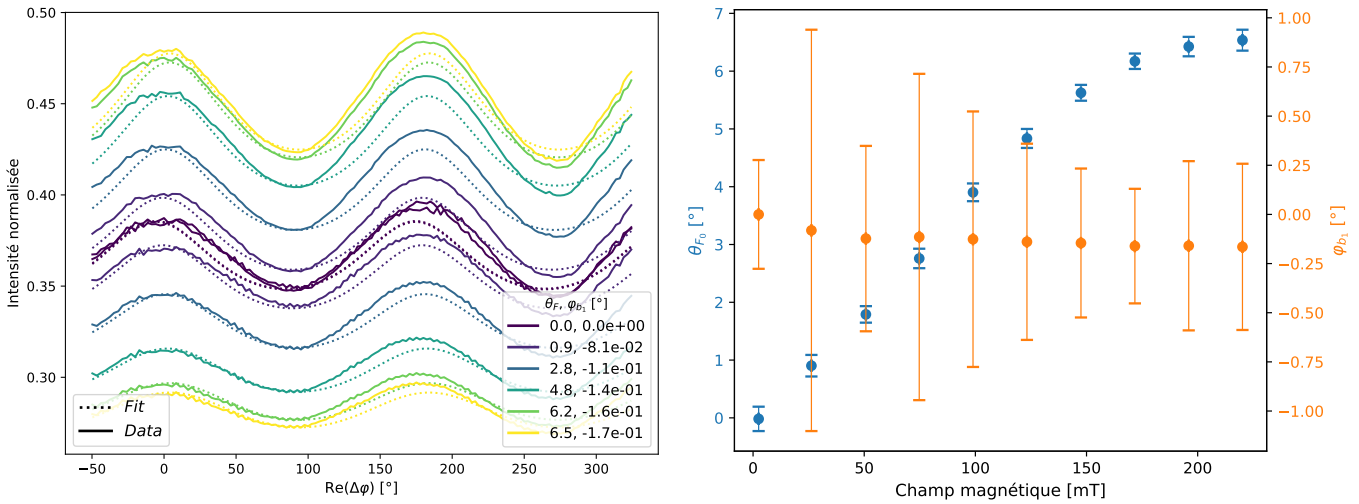 0.50
0.45
0.40
0.35
0.30
Intensité normalisée
−50
0
50
100
150
200
250
300
Re(Δφ) [°]
Fit
Data
θ_F, φ_b₁ [°]
0.0, 0.0e+00
0.9, -8.1e-02
2.8, -1.1e-01
4.8, -1.4e-01
6.2, -1.6e-01
6.5, -1.7e-01
7
6
5
4
3
2
1
0
θ_F₀ [°]
0
50
100
150
200
Champ magnétique [mT]
1.00
0.75
0.50
0.25
0.00
−0.25
−0.50
−0.75
−1.00
φ_b₁ [°]